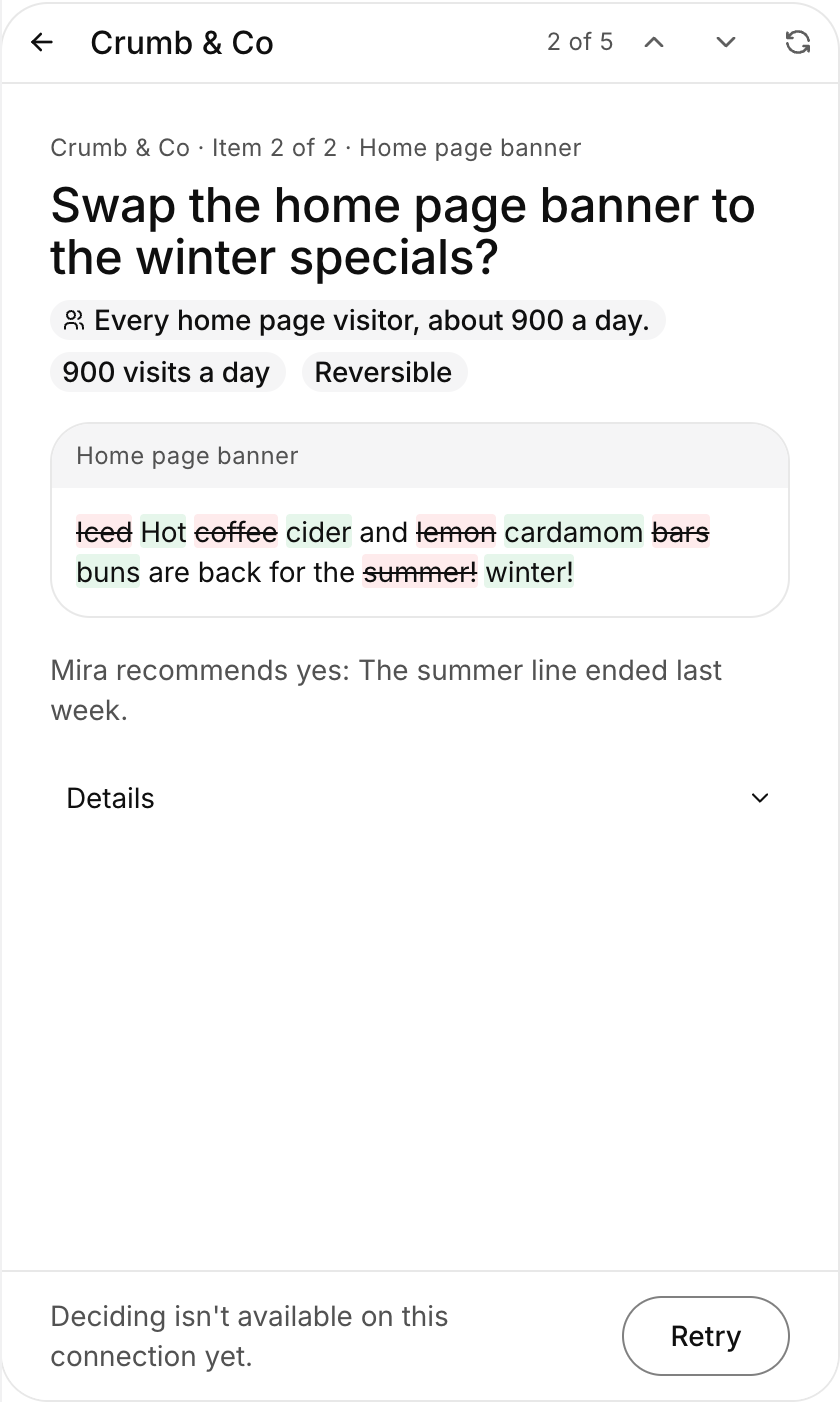 Crumb & Co
2 of 5
Crumb & Co · Item 2 of 2 · Home page banner
Swap the home page banner to
the winter specials?
Every home page visitor, about 900 a day.
900 visits a day
Reversible
Home page banner
Iced Hot coffee cider and lemon cardamom bars
buns are back for the summer! winter!
Mira recommends yes: The summer line ended last
week.
Details
Deciding isn't available on this
connection yet.
Retry